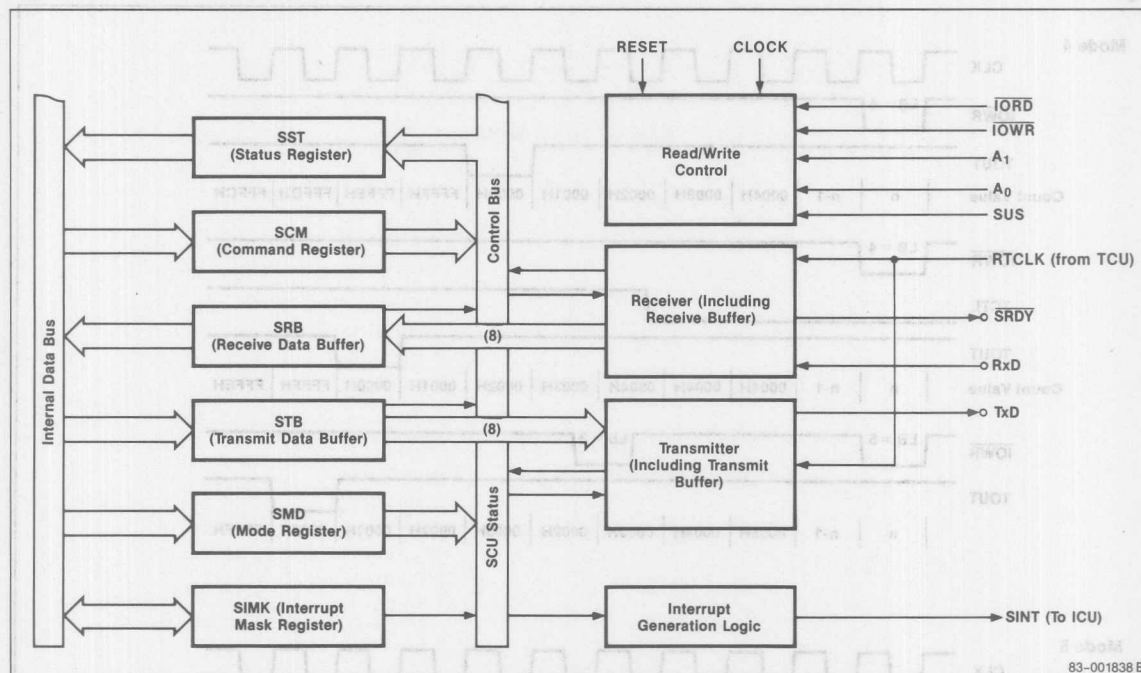 RESET
CLOCK
SST
(Status Register)
SCM
(Command Register)
SRB
(Receive Data Buffer)
STB
(Transmit Data Buffer)
SMD
(Mode Register)
SIMK (Interrupt
Mask Register)
Internal Data Bus
Control Bus
SCU Status
(8)
(8)
Read/Write
Control
Receiver (Including
Receive Buffer)
Transmitter
(Including Transmit
Buffer)
Interrupt
Generation Logic
IORD
IOWR
A1
A0
SUS
RTCLK (from TCU)
SRDY
RxD
TxD
SINT (To ICU)
83-001838 B